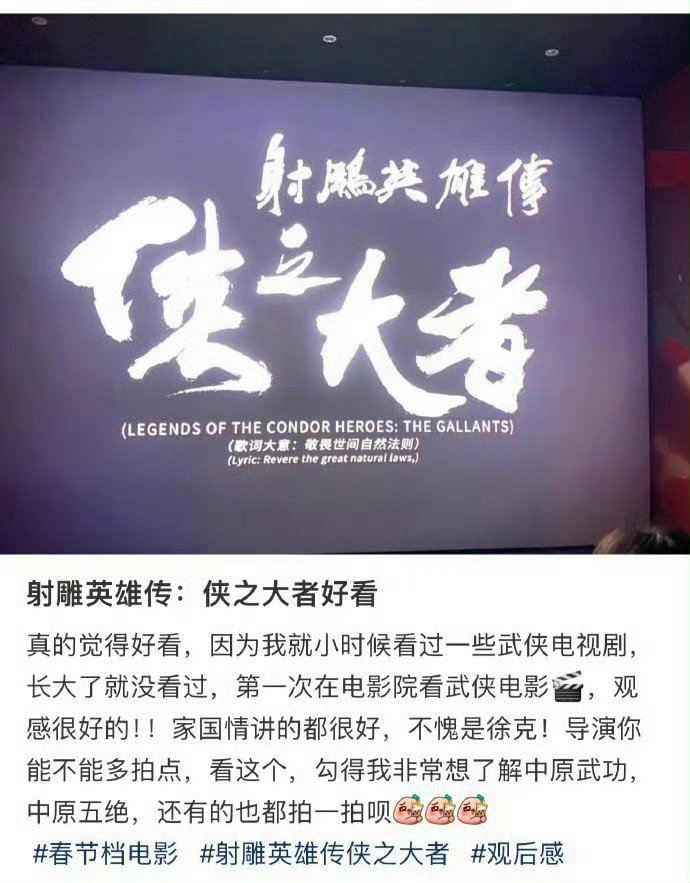 射鵰英雄傳
俠之大者
(LEGENDS OF THE CONDOR HEROES: THE GALLANTS)
(歌词大意：敬畏世间自然法则)
(Lyric: Revere the great natural laws,)
射雕英雄传：侠之大者好看
真的觉得好看，因为我就小时候看过一些武侠电视剧，
长大了就没看过，第一次在电影院看武侠电影🎬，观
感很好的!！家国情讲的都很好，不愧是徐克！导演你
能不能多拍点，看这个，勾得我非常想了解中原武功，
中原五绝，还有的也都拍一拍呗
#春节档电影 #射雕英雄传侠之大者 #观后感